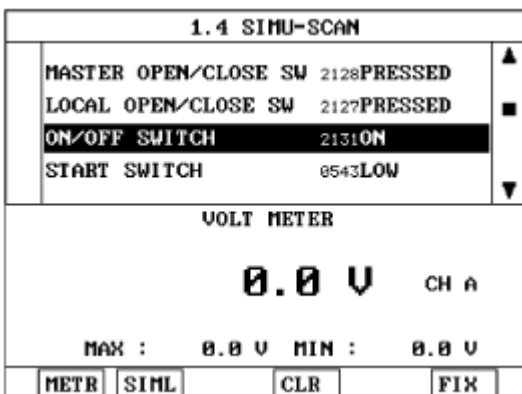 1.4 SIMU-SCAN
MASTER OPEN/CLOSE SW 2128PRESSED
LOCAL OPEN/CLOSE SW 2127PRESSED
ON/OFF SWITCH 2131ON
START SWITCH 0543LOW
VOLT METER
0.0 V CH A
MAX : 0.0 V MIN : 0.0 V
METR SIML CLR FIX